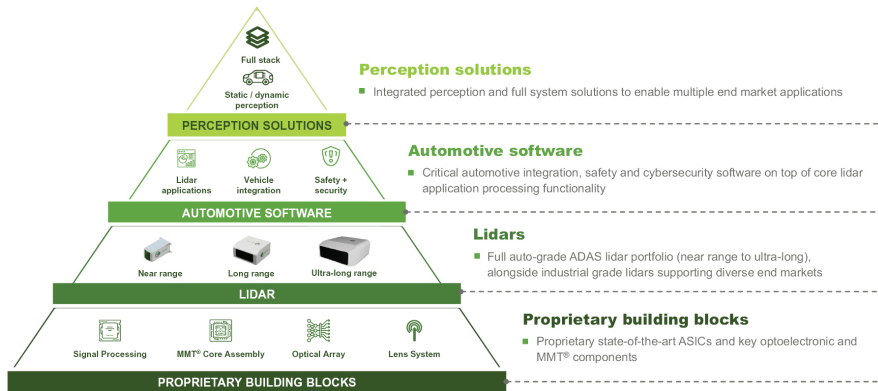 Full stack
Static / dynamic
perception
PERCEPTION SOLUTIONS
Perception solutions
Integrated perception and full system solutions to enable multiple end market applications
Lidar
applications
Vehicle
integration
Safety +
security
AUTOMOTIVE SOFTWARE
Automotive software
Critical automotive integration, safety and cybersecurity software on top of core lidar
application processing functionality
Near range
Long range
Ultra-long range
LIDAR
Lidars
Full auto-grade ADAS lidar portfolio (near range to ultra-long),
alongside industrial grade lidars supporting diverse end markets
Signal Processing
MMT® Core Assembly
Optical Array
Lens System
PROPRIETARY BUILDING BLOCKS
Proprietary building blocks
Proprietary state-of-the-art ASICs and key optoelectronic and
MMT® components